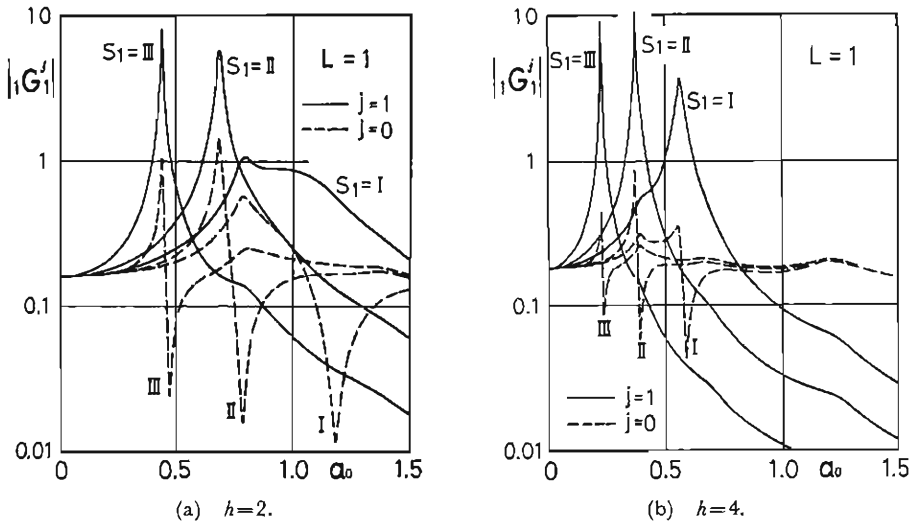 10
|₁G₁ʲ|
S₁=Ⅲ
S₁=Ⅱ
L=1
j=1
j=0
1
S₁=Ⅰ
0.1
Ⅲ
Ⅱ
Ⅰ
0.01
0
0.5
1.0
a₀
1.5
(a) h=2.
10
|₁G₁ʲ|
S₁=Ⅲ
S₁=Ⅱ
L=1
S₁=Ⅰ
1
0.1
Ⅲ
Ⅱ
Ⅰ
j=1
j=0
0.01
0
0.5
1.0
a₀
1.5
(b) h=4.